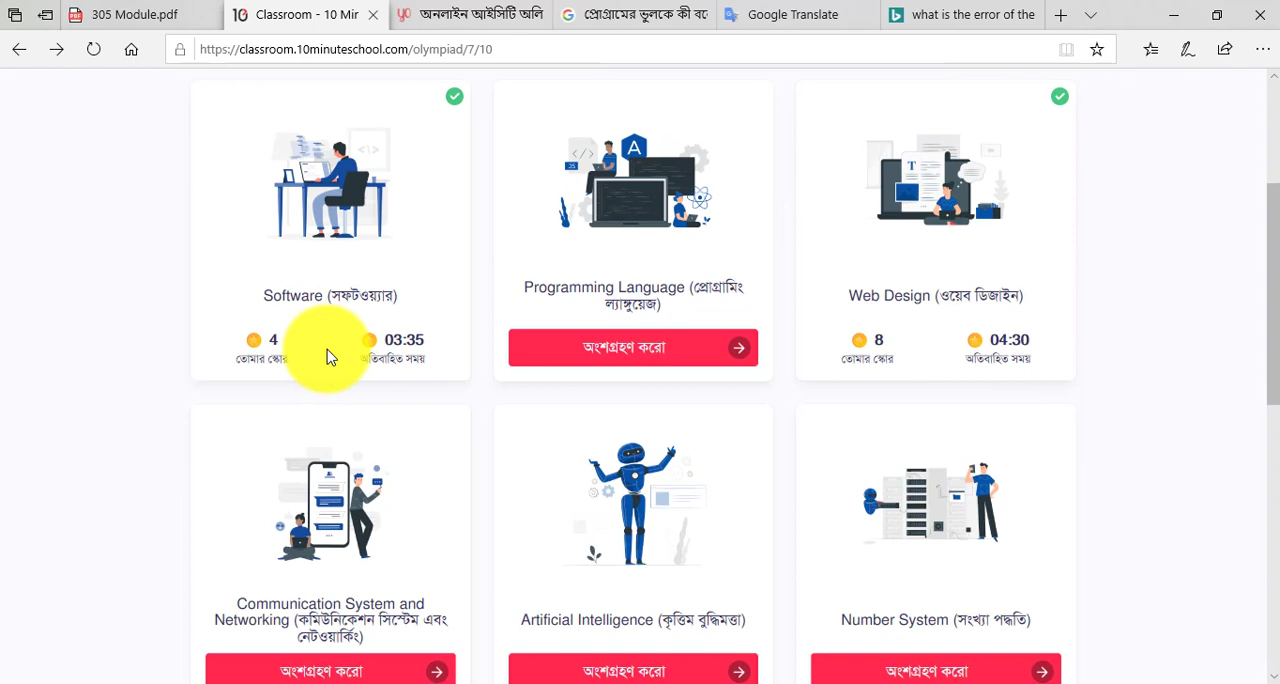 305 Module.pdf
Classroom - 10 Mir
অনলাইন আইসিটি অলি
প্রোগ্রামের ভুলকে কী বলে
Google Translate
what is the error of the
https://classroom.10minuteschool.com/olympiad/7/10
Software (সফটওয়্যার)
4
তোমার স্কোর
03:35
অতিবাহিত সময়
Programming Language (প্রোগ্রামিং
ল্যাঙ্গুয়েজ)
অংশগ্রহণ করো
Web Design (ওয়েব ডিজাইন)
8
তোমার স্কোর
04:30
অতিবাহিত সময়
Communication System and
Networking (কমিউনিকেশন সিস্টেম এবং
নেটওয়ার্কিং)
অংশগ্রহণ করো
Artificial Intelligence (কৃত্তিম বুদ্ধিমত্তা)
অংশগ্রহণ করো
Number System (সংখ্যা পদ্ধতি)
অংশগ্রহণ করো